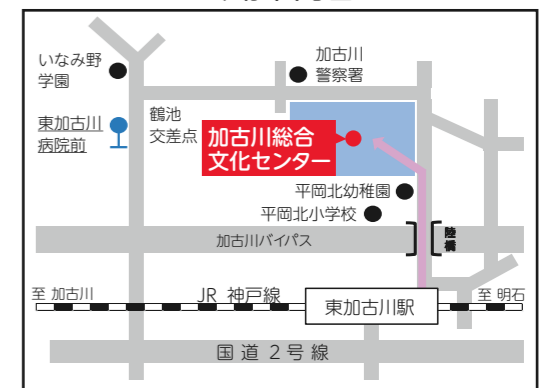 いなみ野
学園
加古川
警察署
東加古川
病院前
鶴池
交差点
加古川総合
文化センター
平岡北幼稚園
平岡北小学校
加古川バイパス
陸橋
至 加古川
JR 神戸線
東加古川駅
至 明石
国道2号線